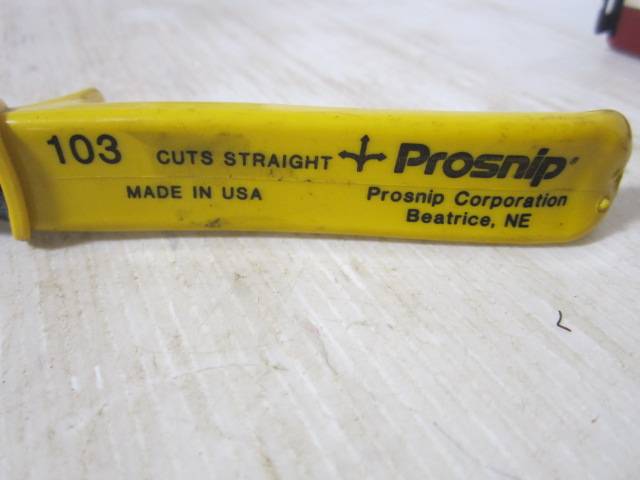 103 CUTS STRAIGHT Prosnip
MADE IN USA
Prosnip Corporation
Beatrice, NE